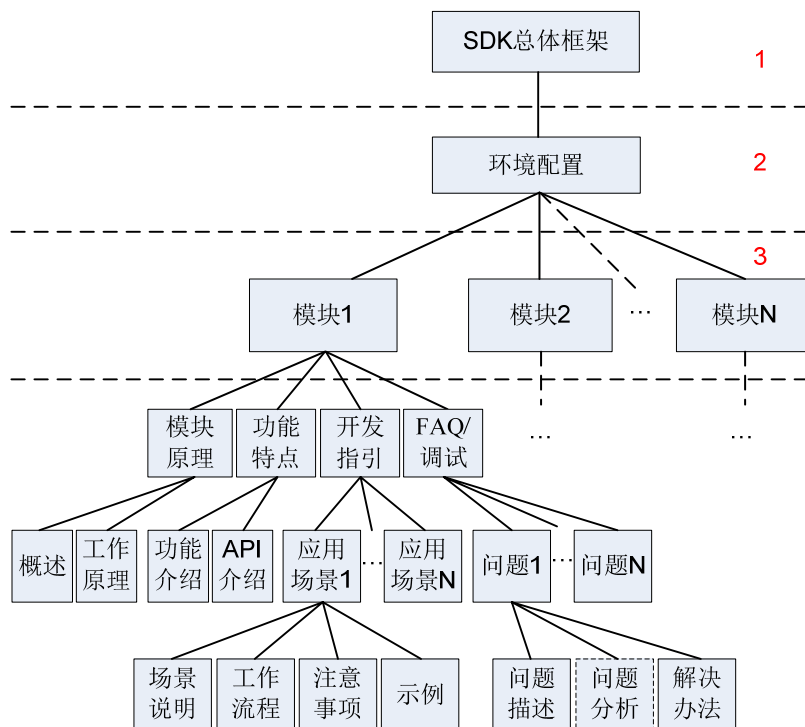 SDK总体框架
1
环境配置
2
3
模块1
模块2
…
模块N
模块
原理
功能
特点
开发
指引
FAQ/
调试
…
…
概述
工作
原理
功能
介绍
API
介绍
应用
场景1
…
应用
场景N
问题1
…
问题N
场景
说明
工作
流程
注意
事项
示例
问题
描述
问题
分析
解决
办法